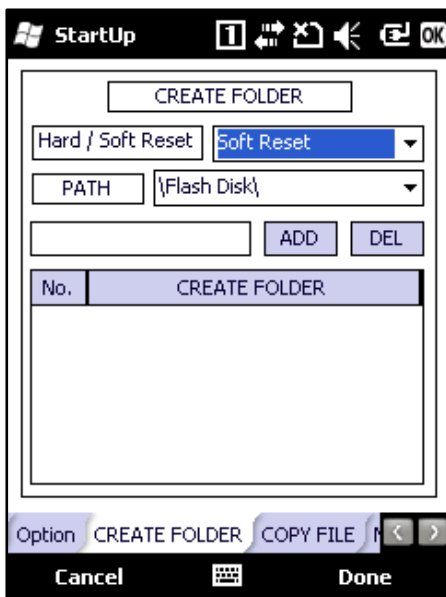 StartUp 1 OK
CREATE FOLDER
Hard / Soft Reset Soft Reset
PATH \Flash Disk\
ADD DEL
No. CREATE FOLDER
Option CREATE FOLDER COPY FILE
Cancel Done